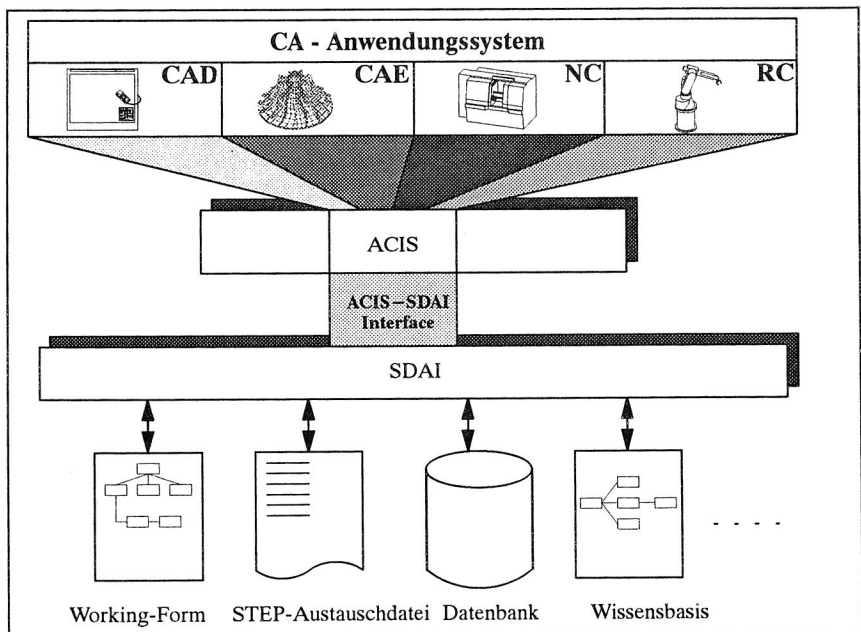 CA - Anwendungssystem
CAD CAE NC RC
ACIS
ACIS–SDAI
Interface
SDAI
Working-Form STEP-Austauschdatei Datenbank Wissensbasis